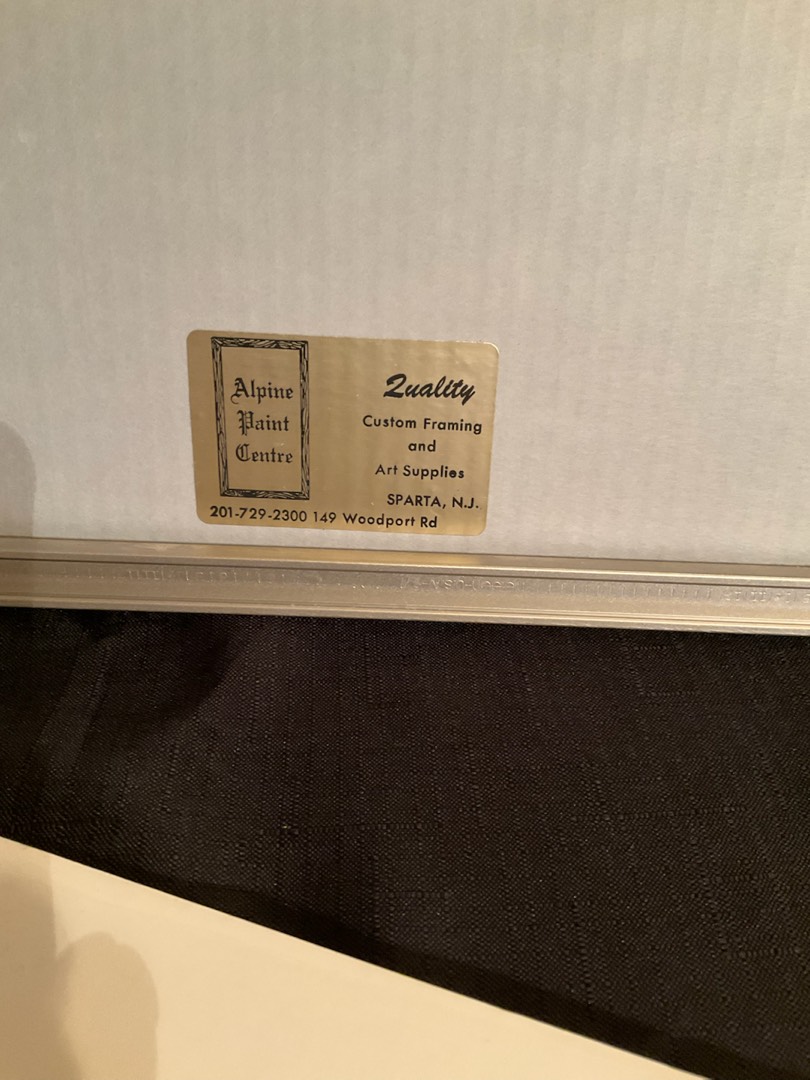 Alpine
Paint
Centre
Quality
Custom Framing
and
Art Supplies
SPARTA, N.J.
201-729-2300 149 Woodport Rd